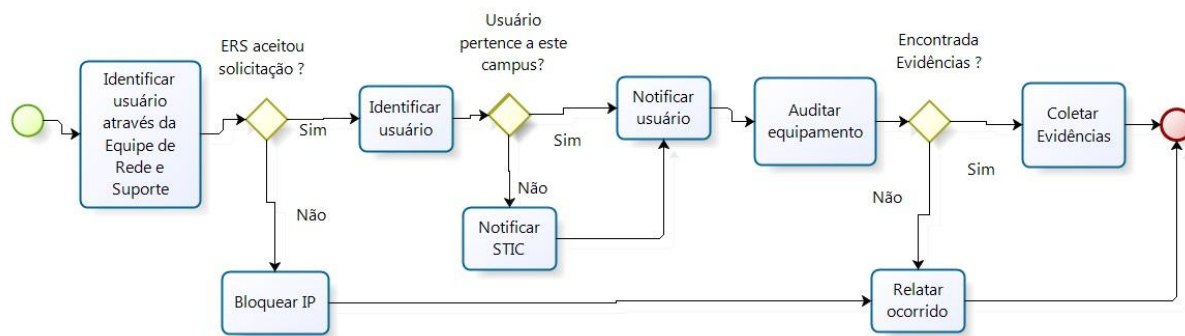 ERS aceitou
solicitação ?
Usuário
pertence a este
campus?
Encontrada
Evidências ?
Identificar
usuário
através da
Equipe de
Rede e
Suporte
Sim
Identificar
usuário
Sim
Notificar
usuário
Auditar
equipamento
Sim
Coletar
Evidências
Não
Não
Não
Notificar
STIC
Bloquear IP
Relatar
ocorrido